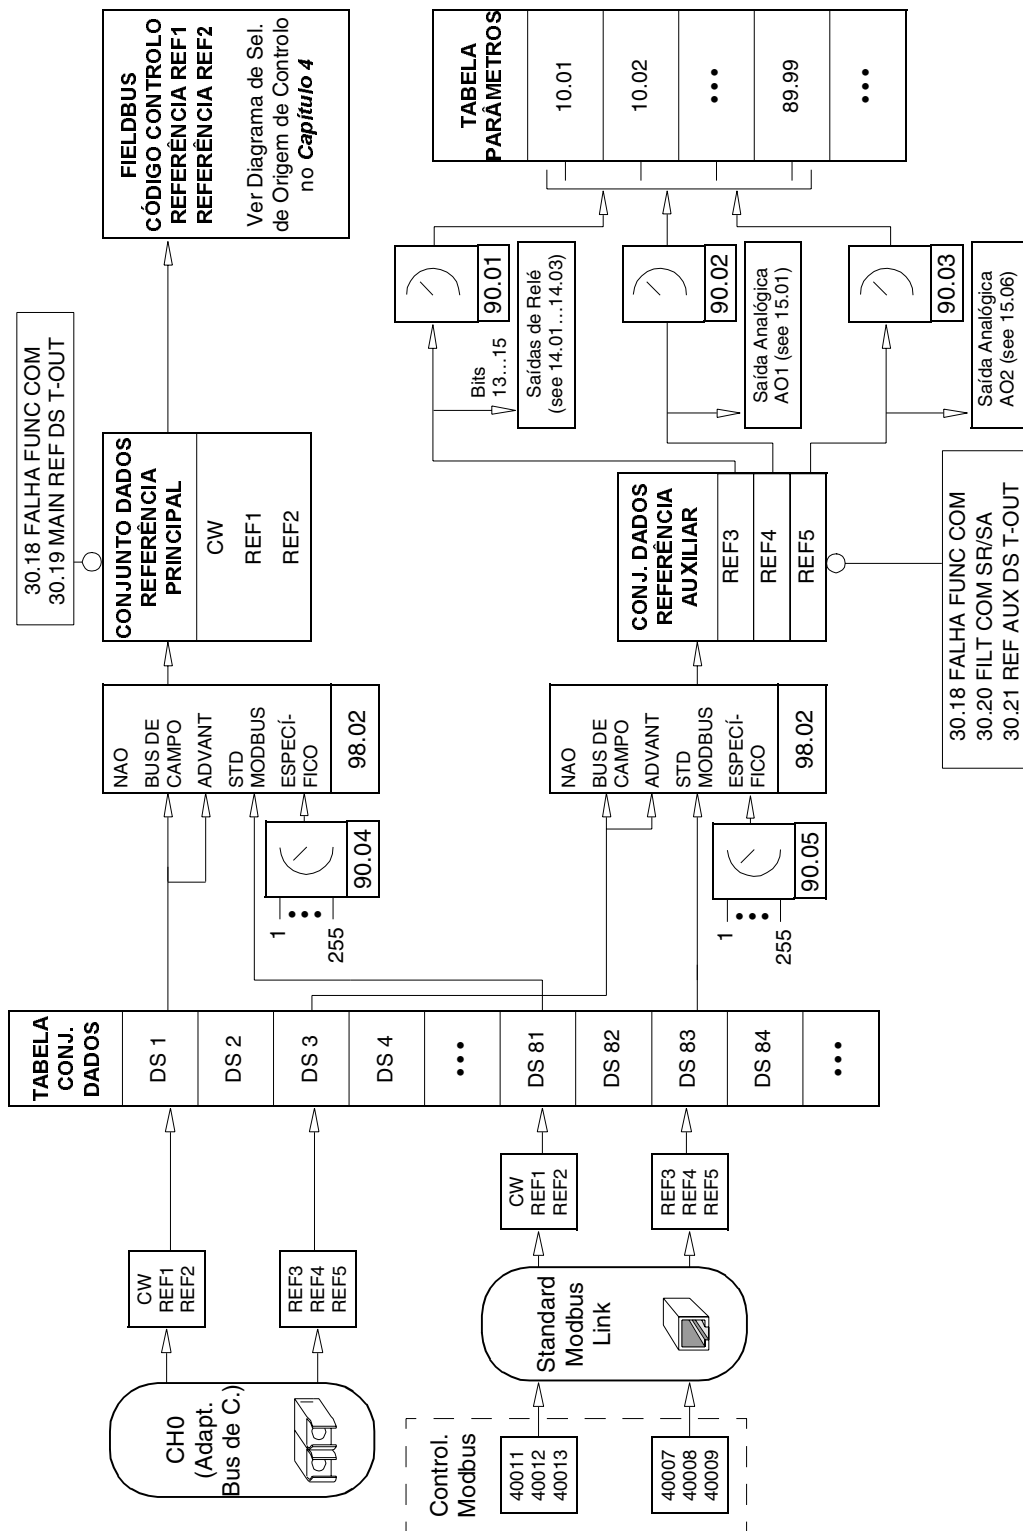 CH0
(Adapt.
Bus de C.)
CW
REF1
REF2
REF3
REF4
REF5
Control.
Modbus
40011
40012
40013
40007
40008
40009
Standard
Modbus
Link
CW
REF1
REF2
REF3
REF4
REF5
TABELA
CONJ.
DADOS
DS 1
DS 2
DS 3
DS 4
•••
DS 81
DS 82
DS 83
DS 84
•••
1
•••
255
90.04
NAO
BUS DE
CAMPO
ADVANT
STD
MODBUS
ESPECÍ-
FICO
98.02
1
•••
255
90.05
NAO
BUS DE
CAMPO
ADVANT
STD
MODBUS
ESPECÍ-
FICO
98.02
30.18 FALHA FUNC COM
30.19 MAIN REF DS T-OUT
CONJUNTO DADOS
REFERÊNCIA
PRINCIPAL
CW
REF1
REF2
CONJ. DADOS
REFERÊNCIA
AUXILIAR
REF3
REF4
REF5
30.18 FALHA FUNC COM
30.20 FILT COM SR/SA
30.21 REF AUX DS T-OUT
FIELDBUS
CÓDIGO CONTROLO
REFERÊNCIA REF1
REFERÊNCIA REF2
Ver Diagrama de Sel.
de Origem de Controlo
no Capítulo 4
Bits
13...15
Saídas de Relé
(see 14.01...14.03)
90.01
Saída Analógica
AO1 (see 15.01)
90.02
Saída Analógica
AO2 (see 15.06)
90.03
TABELA
PARÂMETROS
10.01
10.02
•••
89.99
•••